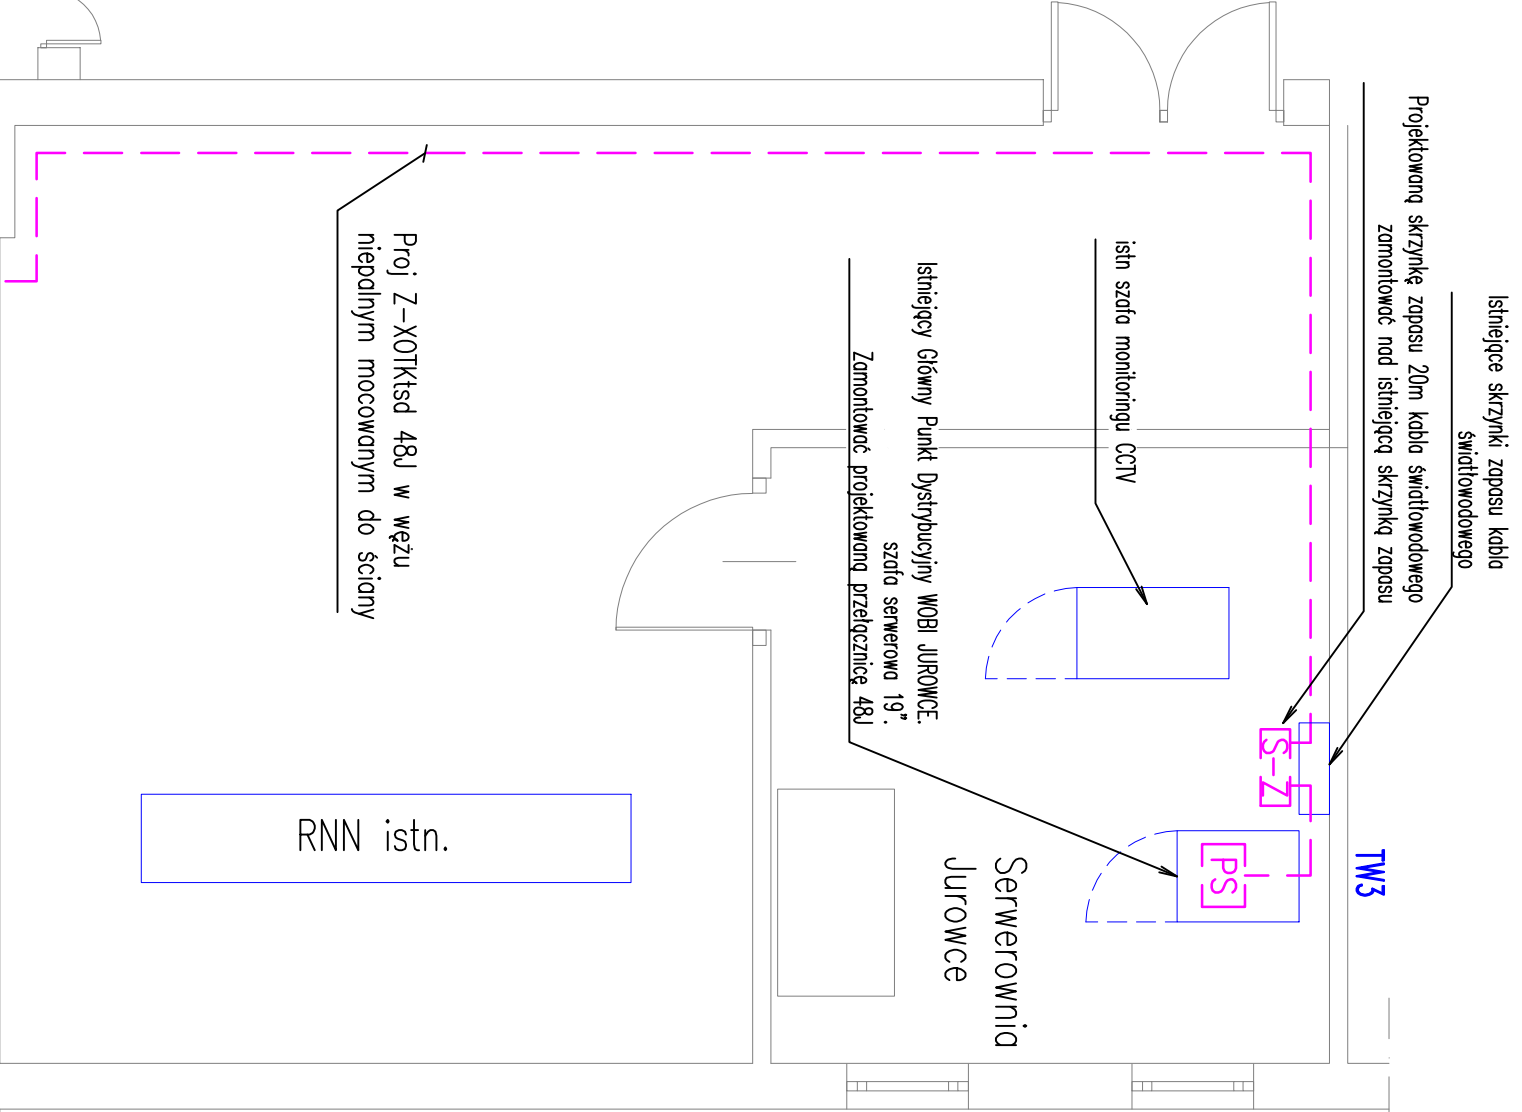 Istniejące skrzynki zapasu kabla
światłowodowego
Projektowaną skrzynkę zapasu 20m kabla światłowodowego
zamontować nad istniejącą skrzynką zapasu
istn szafa monitoringu CCTV
Istniejący Główny Punkt Dystrybucyjny WOBI JUROWCE.
szafa serwerowa 19".
Zamontować projektowaną przełącznicę 48J
Proj Z-XOTKtsd 48J w wężu
niepalnym mocowanym do ściany
S-Z
PS
TW3
Serwerownia
Jurowce
RNN istn.